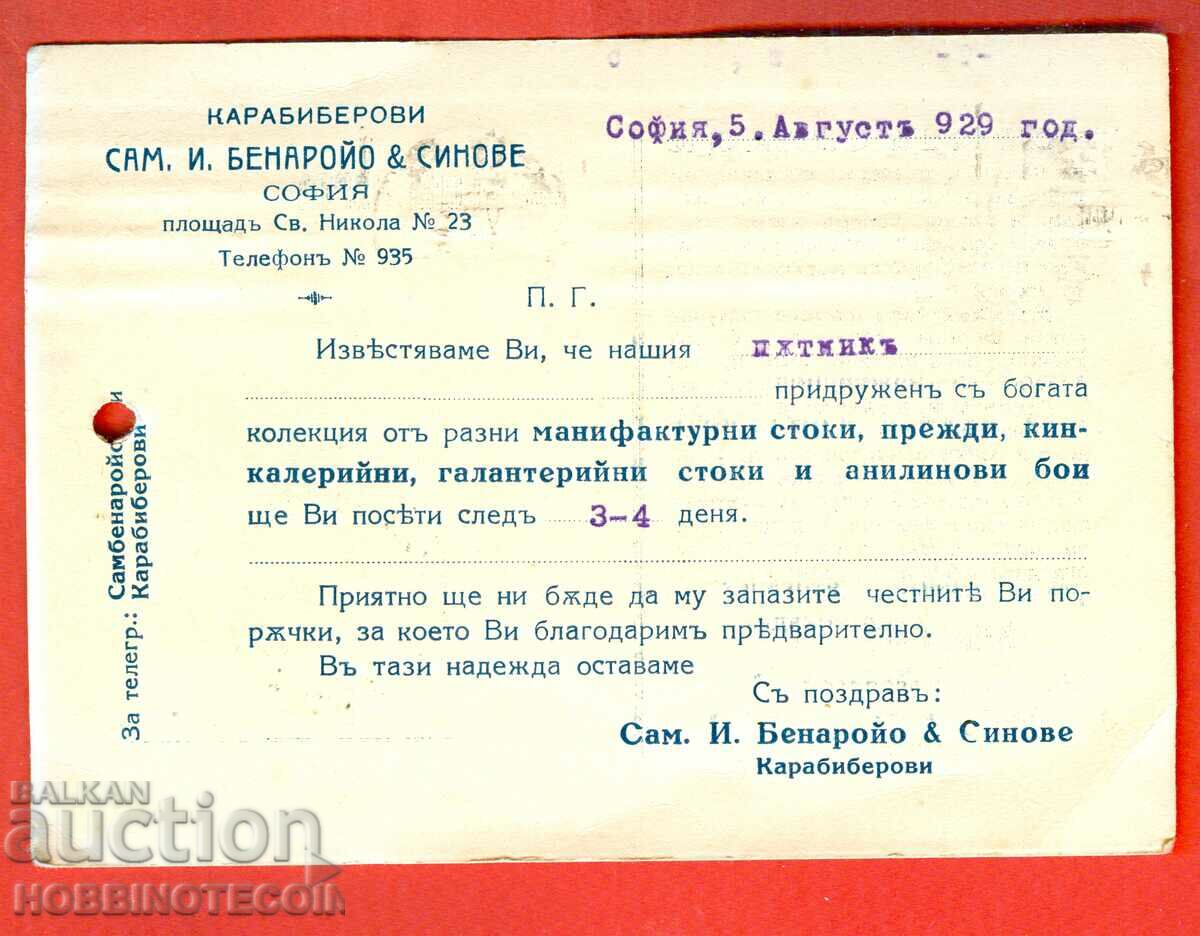 КАРАБИБЕРОВИ
САМ. И. БЕНАРОЙО & СИНОВЕ
СОФИЯ
площадъ Св. Никола № 23
Телефонъ № 935
София,5. Августъ 929 год.
П. Г.
Извѣстяваме Ви, че нашия пѫтникъ
придруженъ съ богата
колекция отъ разни манифактурни стоки, прежди, кин-
калерийни, галантерийни стоки и анилинови бои
ще Ви посѣти следъ 3-4 деня.
Приятно ще ни бѫде да му запазите честнитѣ Ви по-
рѫчки, за което Ви благодаримъ прѣдварително.
Въ тази надежда оставаме
Съ поздравъ:
Сам. И. Бенаройо & Синове
Карабиберови
За телегр.: Самбенаройо
Карабиберови
BALKAN
auction
HOBBINOTECOIN